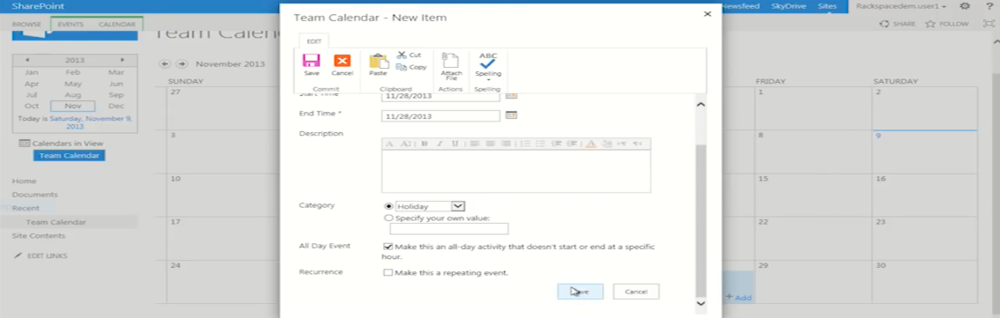 SharePoint
Newsfeed SkyDrive Sites Rackspacedem.user1 ?
BROWSE EVENTS CALENDAR
SHARE FOLLOW
Team Calendar - New Item
EDIT
Save Cancel Paste Cut Copy Attach File ABC Spelling
Commit Clipboard Actions Spelling
2013
Jan Feb Mar
Apr May Jun
Jul Aug Sep
Oct Nov Dec
Today is Saturday, November 9, 2013
Calendars in View
Team Calendar
Home
Documents
Recent
Team Calendar
Site Contents
EDIT LINKS
November 2013
SUNDAY FRIDAY SATURDAY
27 1 2
3 8 9
10 15 16
17 22 23
24 29 30
+ Add
Start Time 11/28/2013
End Time * 11/28/2013
Description
Category Holiday
Specify your own value:
All Day Event Make this an all-day activity that doesn't start or end at a specific
hour.
Recurrence Make this a repeating event.
Cancel